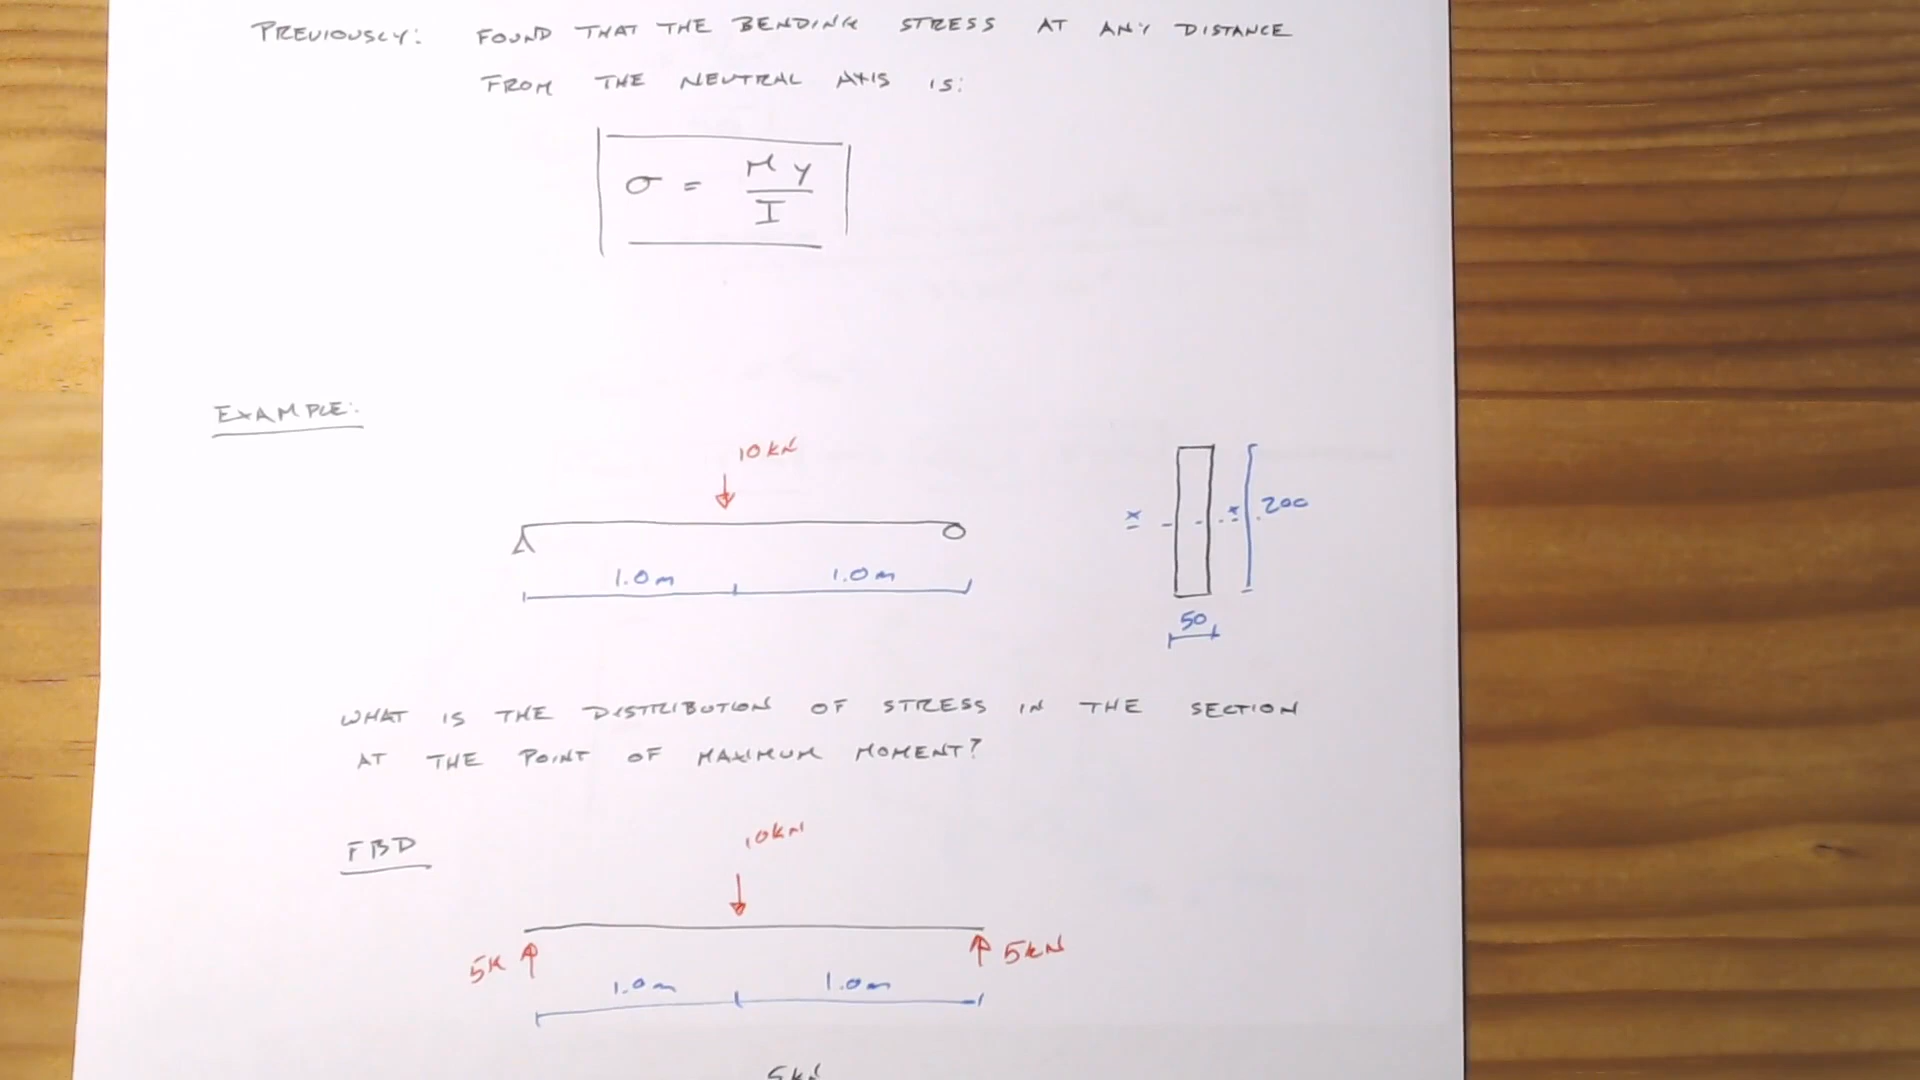 PREVIOUSLY: FOUND THAT THE BENDING STRESS AT ANY DISTANCE
FROM THE NEUTRAL AXIS IS:
σ = My/I
EXAMPLE:
10kN
1.0m 1.0m
x x 200
50
WHAT IS THE DISTRIBUTION OF STRESS IN THE SECTION
AT THE POINT OF MAXIMUM MOMENT?
FBD
10kN
5k 5kN
1.0m 1.0m
5kN